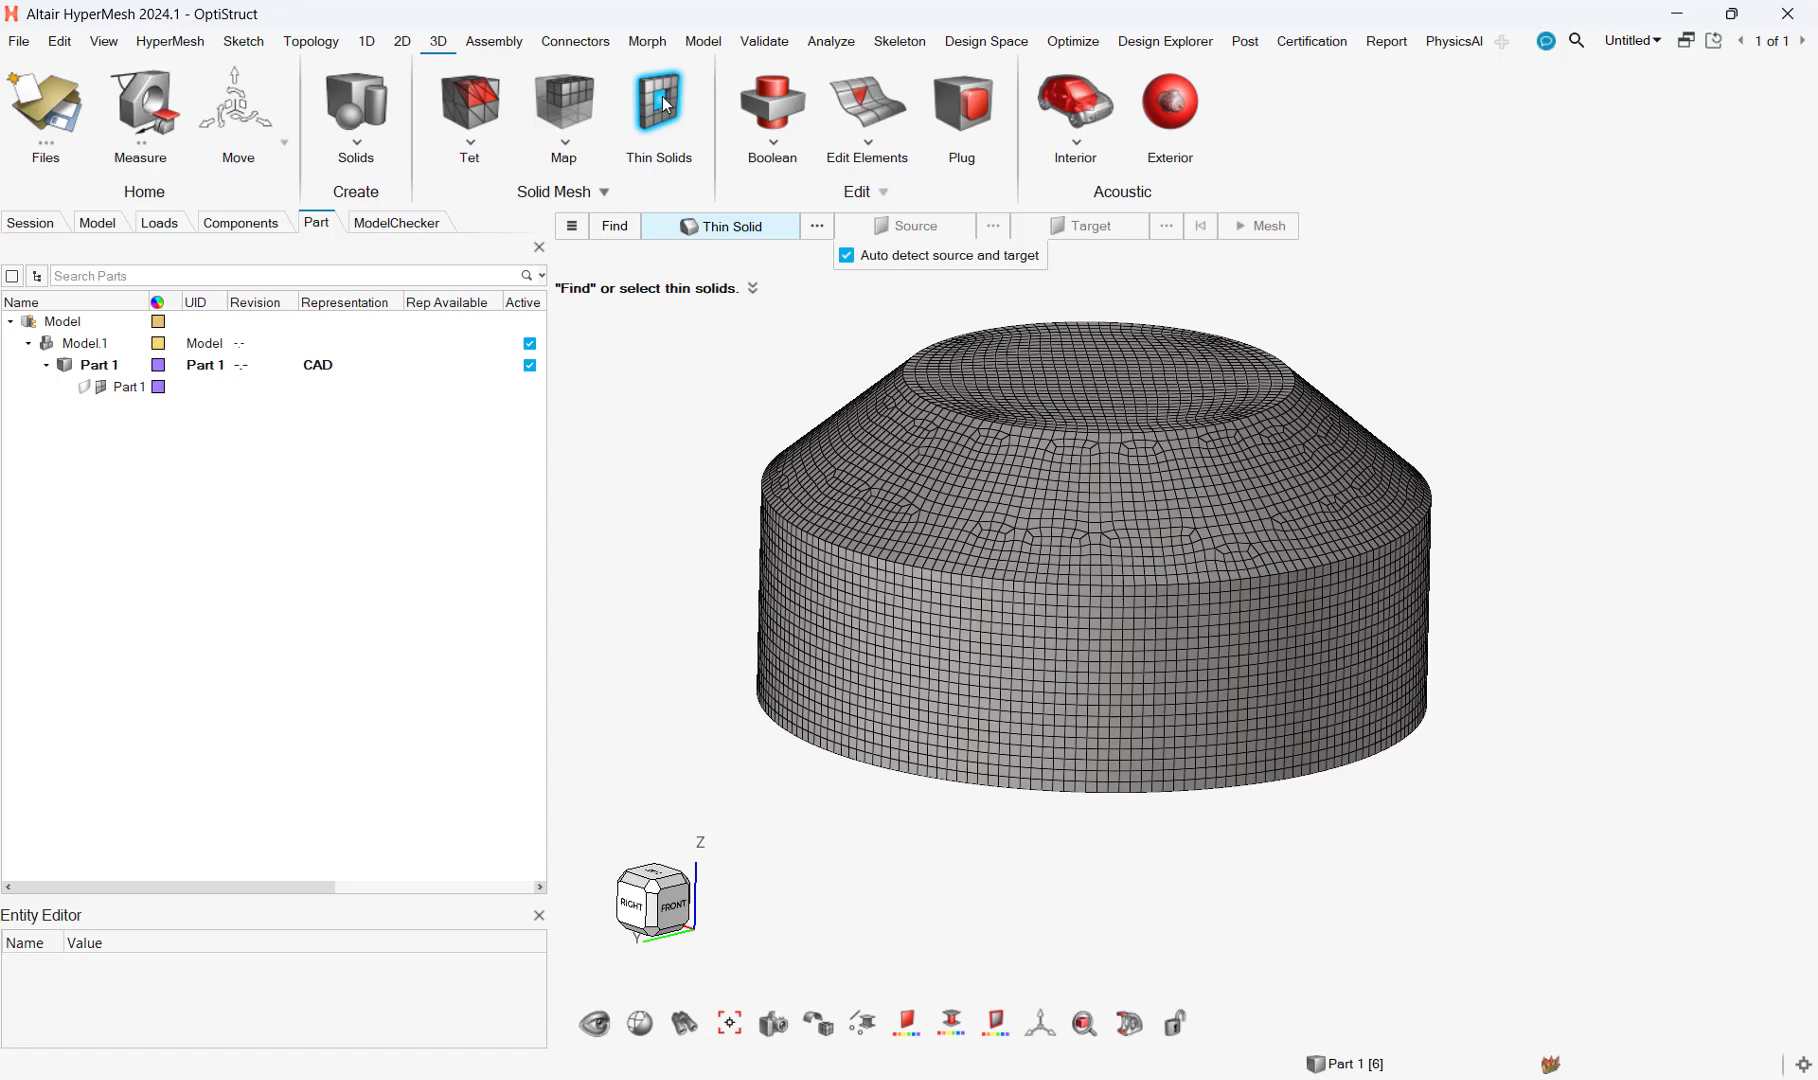 Altair HyperMesh 2024.1 - OptiStruct
File Edit View HyperMesh Sketch Topology 1D 2D 3D Assembly Connectors Morph Model Validate Analyze Skeleton Design Space Optimize Design Explorer Post Certification Report PhysicsAI Untitled 1 of 1
Files Measure Move Solids Tet Map Thin Solids Boolean Edit Elements Plug Interior Exterior
Home Create Solid Mesh Edit Acoustic
Session Model Loads Components Part ModelChecker
Find Thin Solid ... Source ... Target ... Mesh
Auto detect source and target
Search Parts
"Find" or select thin solids.
Name UID Revision Representation Rep Available Active
Model
Model.1 Model -.-
Part 1 Part 1 -.- CAD
Part 1
Z
RIGHT FRONT
Y
Entity Editor
Name Value
Part 1 [6]